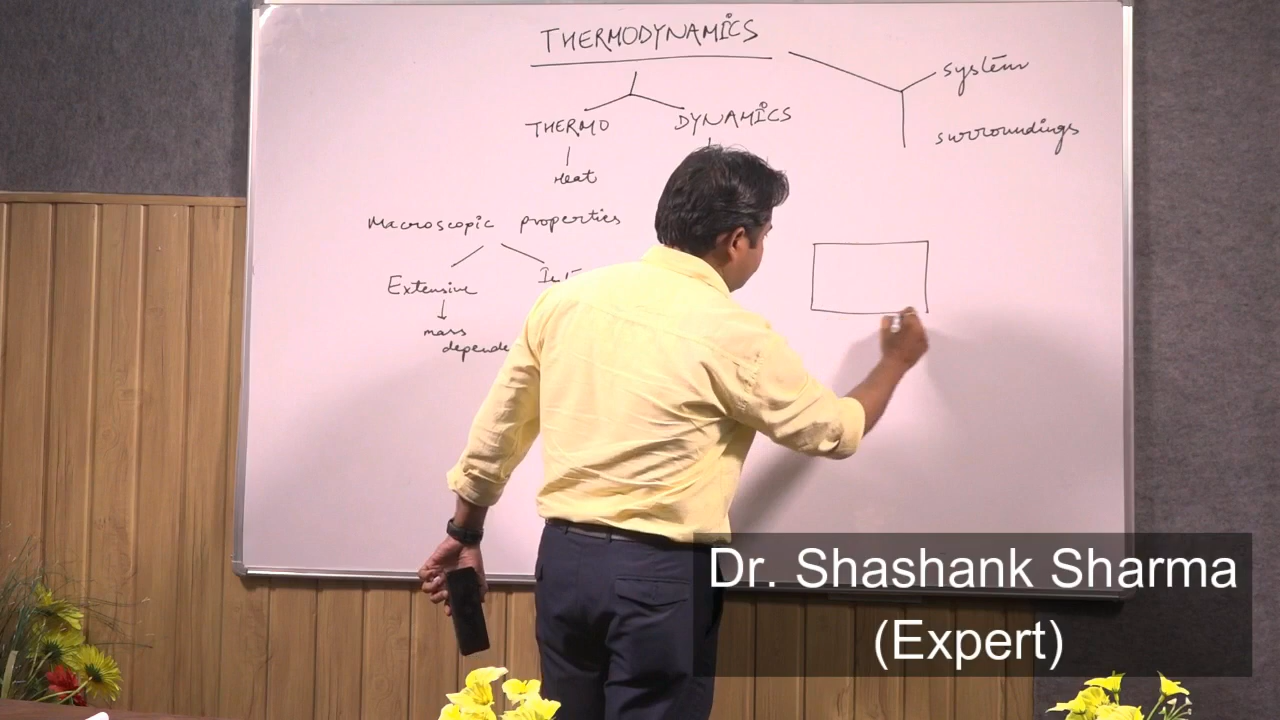 THERMODYNAMICS
system
surroundings
THERMO DYNAMICS
Heat
Macroscopic properties
Extensive
mass
Dr. Shashank Sharma
(Expert)